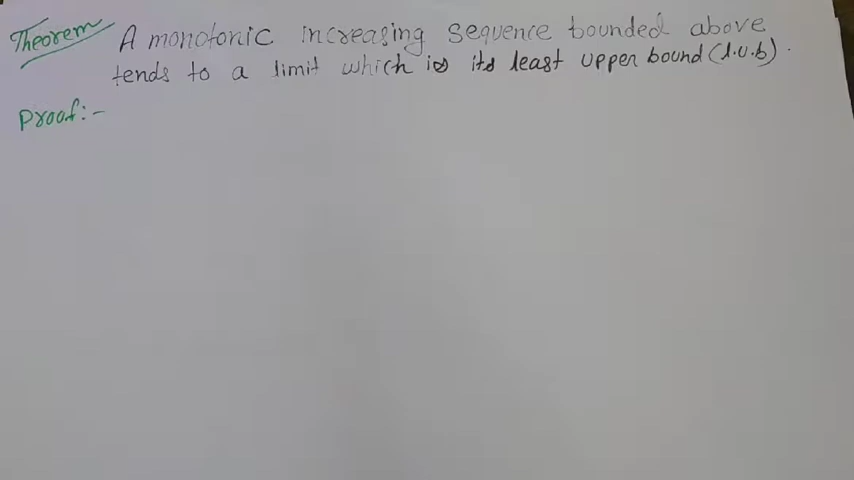 Theorem A monotonic increasing sequence bounded above
tends to a limit which is its least upper bound (l.u.b).
Proof:-